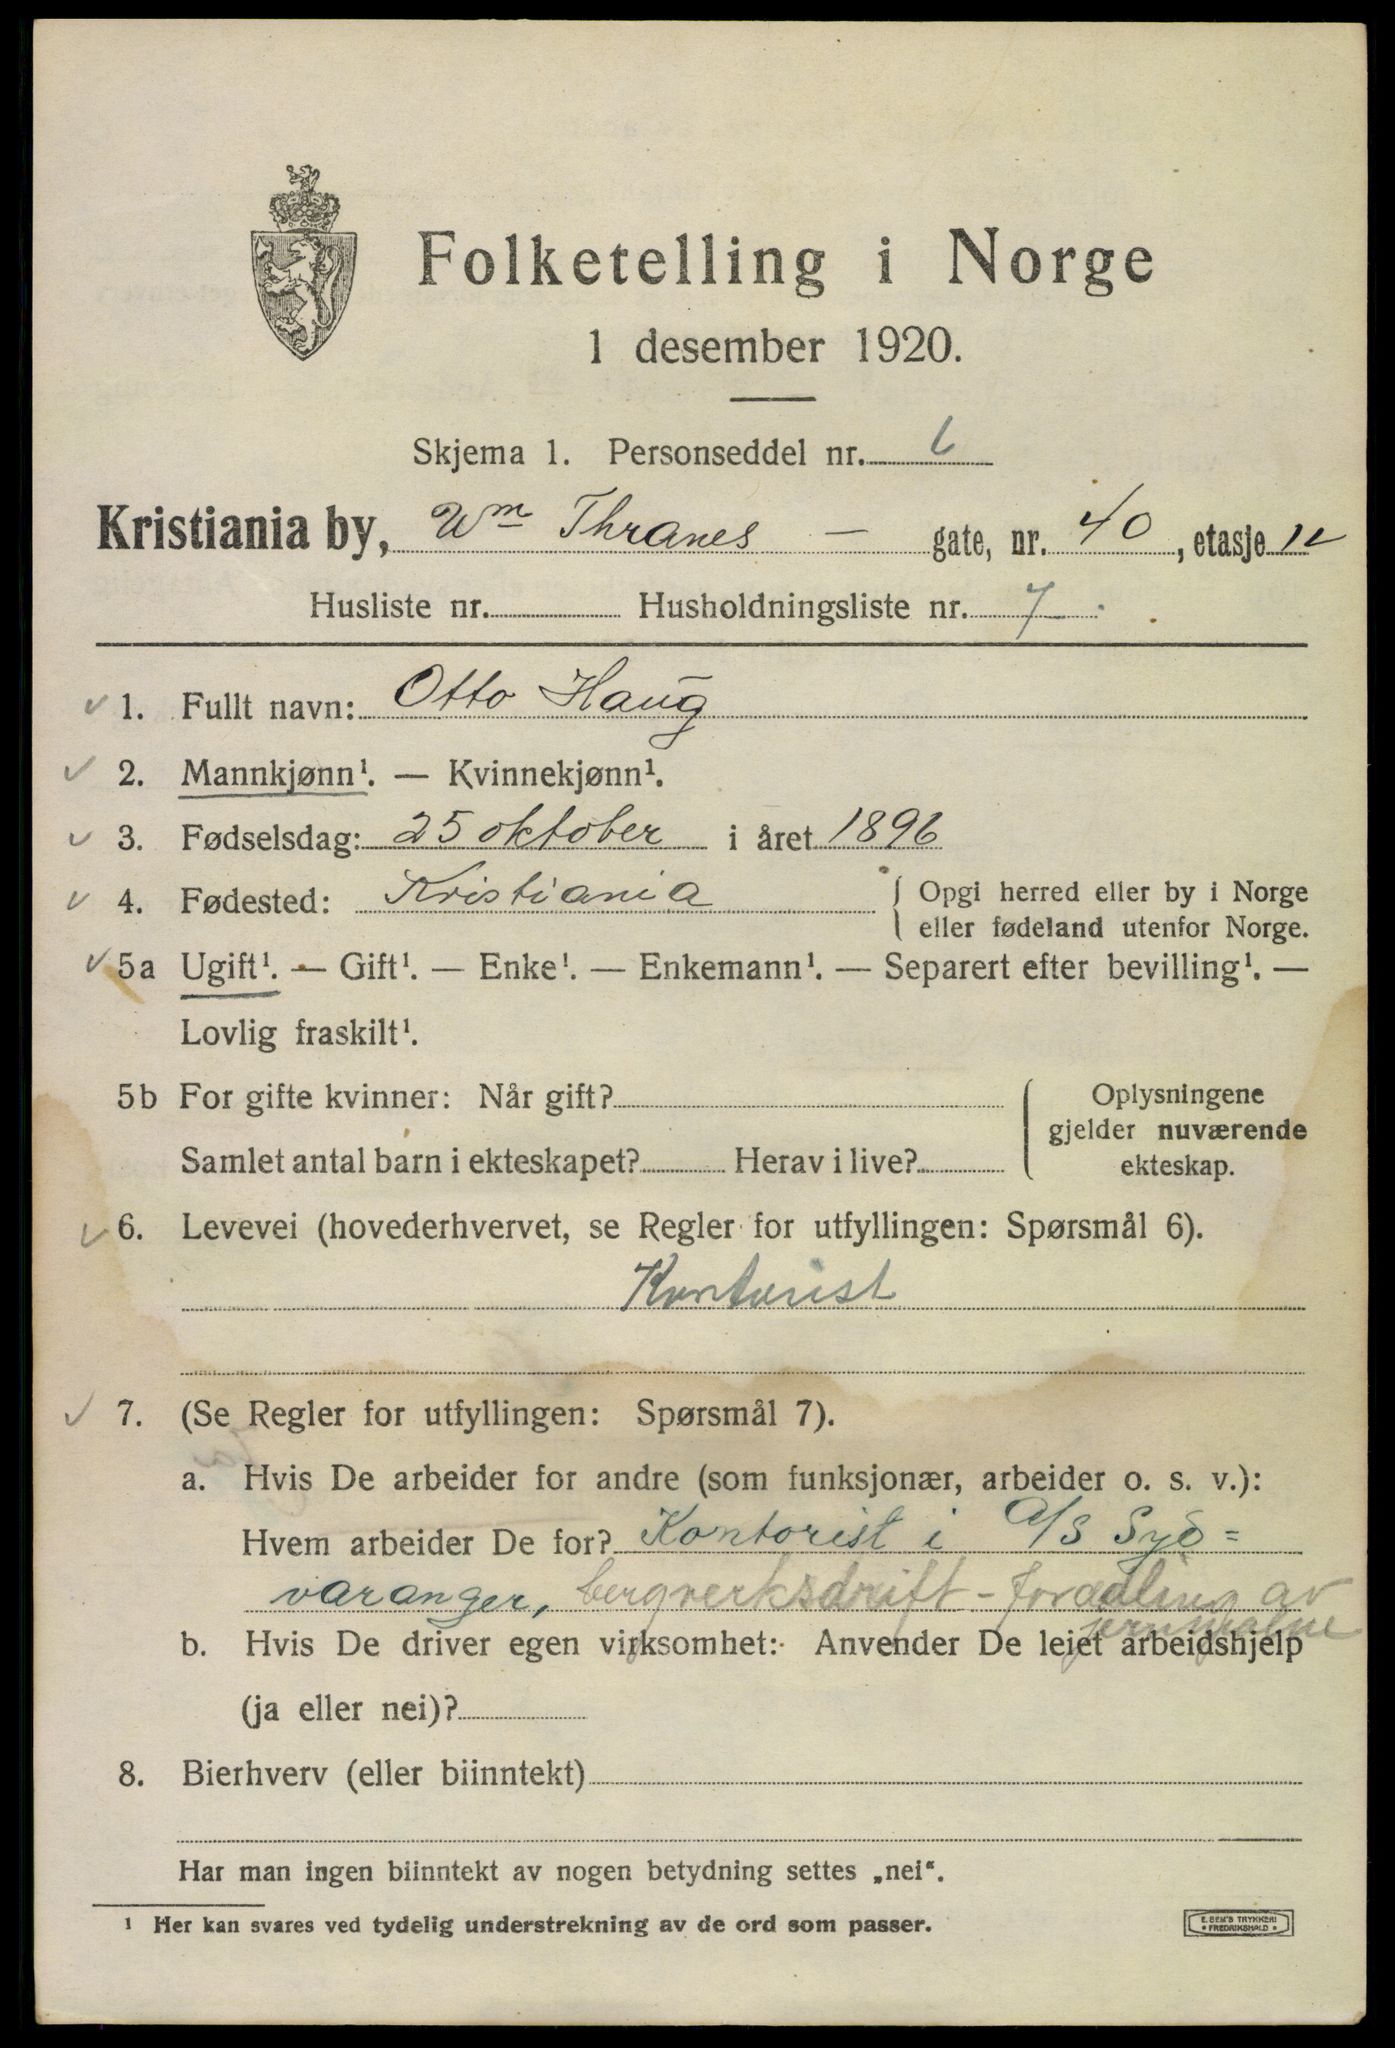 Folketelling i Norge
1 desember 1920.
Skjema 1. Personseddel nr.
Kristiania by, Wm Thranes — gate, nr. 40, etasje
Husliste nr. Husholdningsliste nr. 7.
1. Fullt navn: Otto Haug
2. Mannkjønn¹. — Kvinnekjønn¹.
3. Fødselsdag: 25 oktober i året 1896
4. Fødested: Kristiania { Opgi herred eller by i Norge
eller fødeland utenfor Norge.
5a Ugift¹. — Gift¹. — Enke¹. — Enkemann¹. — Separert efter bevilling¹. —
Lovlig fraskilt¹.
5b For gifte kvinner: Når gift? { Oplysningene
gjelder nuværende
Samlet antal barn i ekteskapet? Herav i live? ekteskap.
6. Levevei (hovederhvervet, se Regler for utfyllingen: Spørsmål 6).
Kontorist
7. (Se Regler for utfyllingen: Spørsmål 7).
a. Hvis De arbeider for andre (som funksjonær, arbeider o. s. v.):
Hvem arbeider De for? Kontorist i A/S Syd=
varanger, bergverksdrift - foredling av
jernmalne
b. Hvis De driver egen virksomhet: Anvender De leiet arbeidshjelp
(ja eller nei)?
8. Bierhverv (eller biinntekt)
Har man ingen biinntekt av nogen betydning settes „nei“.
¹ Her kan svares ved tydelig understrekning av de ord som passer.
E. SEM'S TRYKKERI
• FREDRIKSHALD •